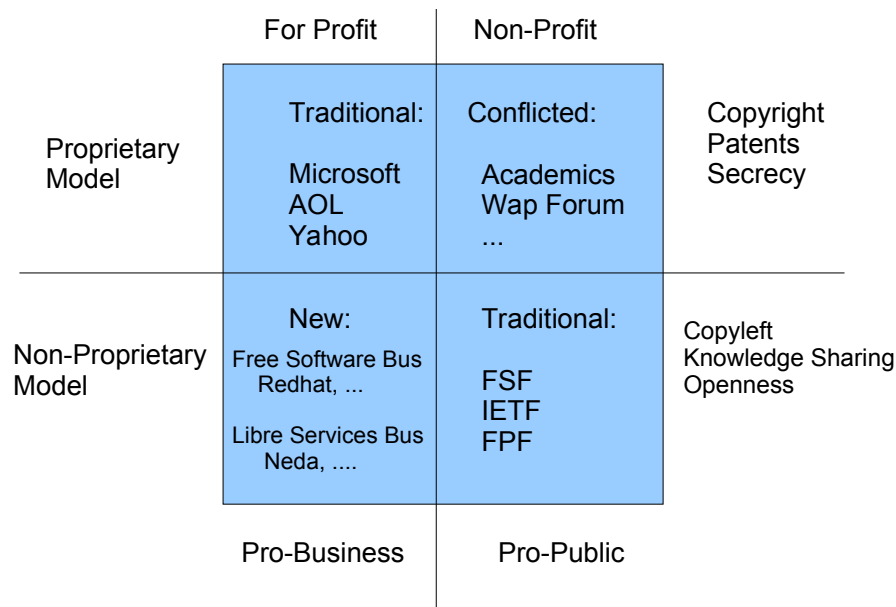 For Profit
Non-Profit
Proprietary
Model
Traditional:
Microsoft
AOL
Yahoo
Conflicted:
Academics
Wap Forum
...
Copyright
Patents
Secrecy
Non-Proprietary
Model
New:
Free Software Bus
Redhat, ...
Libre Services Bus
Neda, ....
Traditional:
FSF
IETF
FPF
Copyleft
Knowledge Sharing
Openness
Pro-Business
Pro-Public